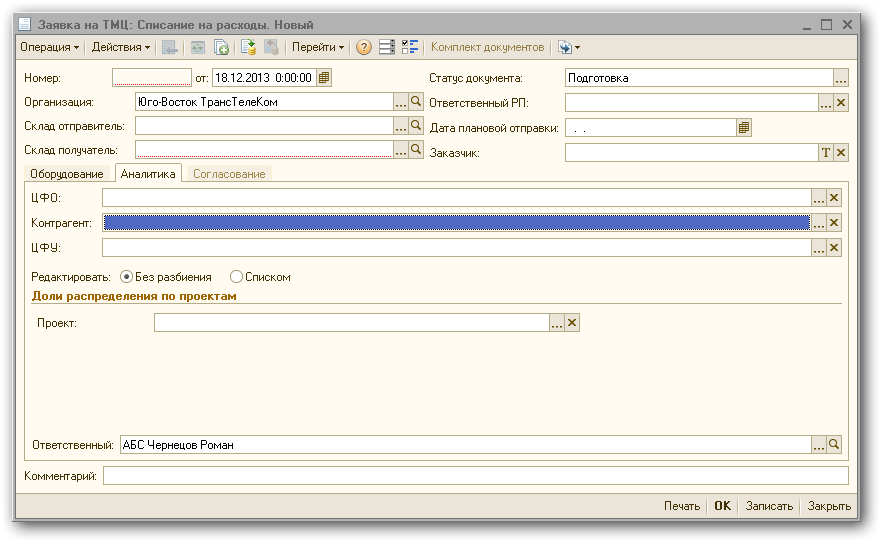 Заявка на ТМЦ: Списание на расходы. Новый
Операция Действия Перейти ? Комплект документов
Номер: от: 18.12.2013 0:00:00 Статус документа: Подготовка ...
Организация: Юго-Восток ТрансТелеКом ... Ответственный РП: ...
Склад отправитель: ... Дата плановой отправки: . .
Склад получатель: ... Заказчик: T
Оборудование Аналитика Согласование
ЦФО: ...
Контрагент: ...
ЦФУ: ...
Редактировать: Без разбиения Списком
Доли распределения по проектам
Проект: ...
Ответственный: АБС Чернецов Роман ...
Комментарий:
Печать OK Записать Закрыть